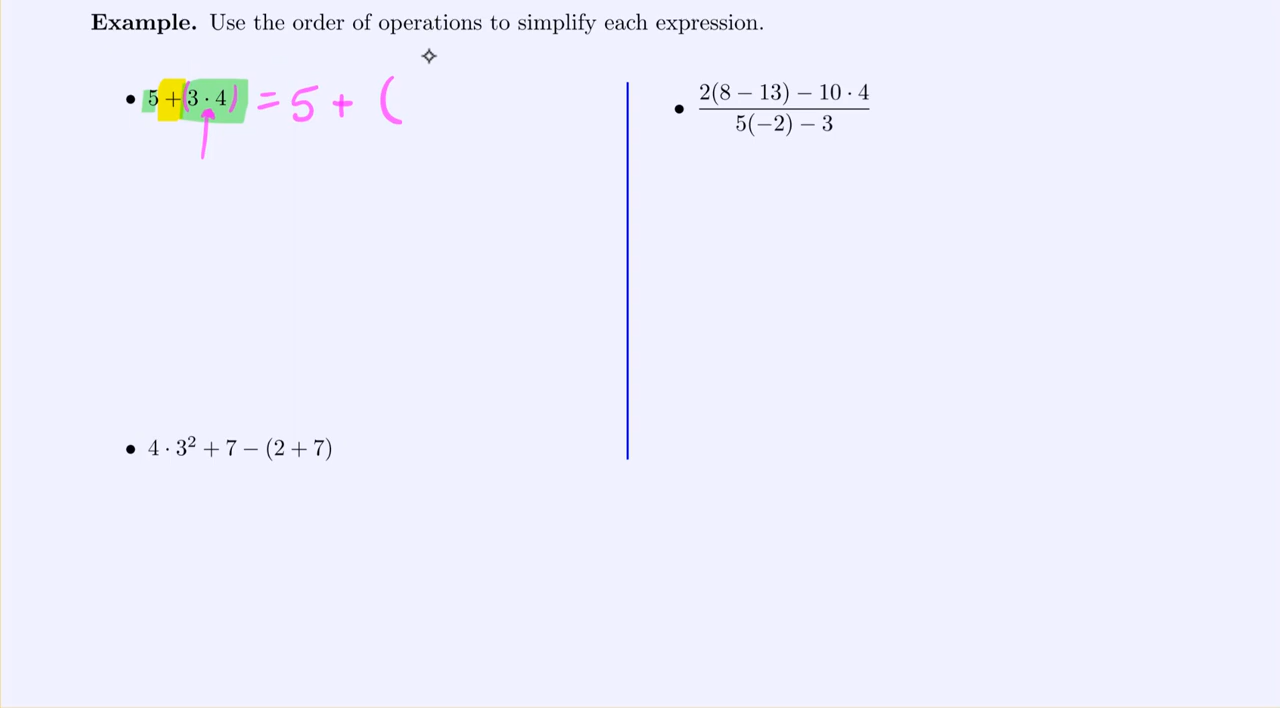 Example. Use the order of operations to simplify each expression.
• 5 + (3 · 4) = 5 + (
• 4 · 3² + 7 − (2 + 7)
• 2(8 − 13) − 10 · 4
5(−2) − 3